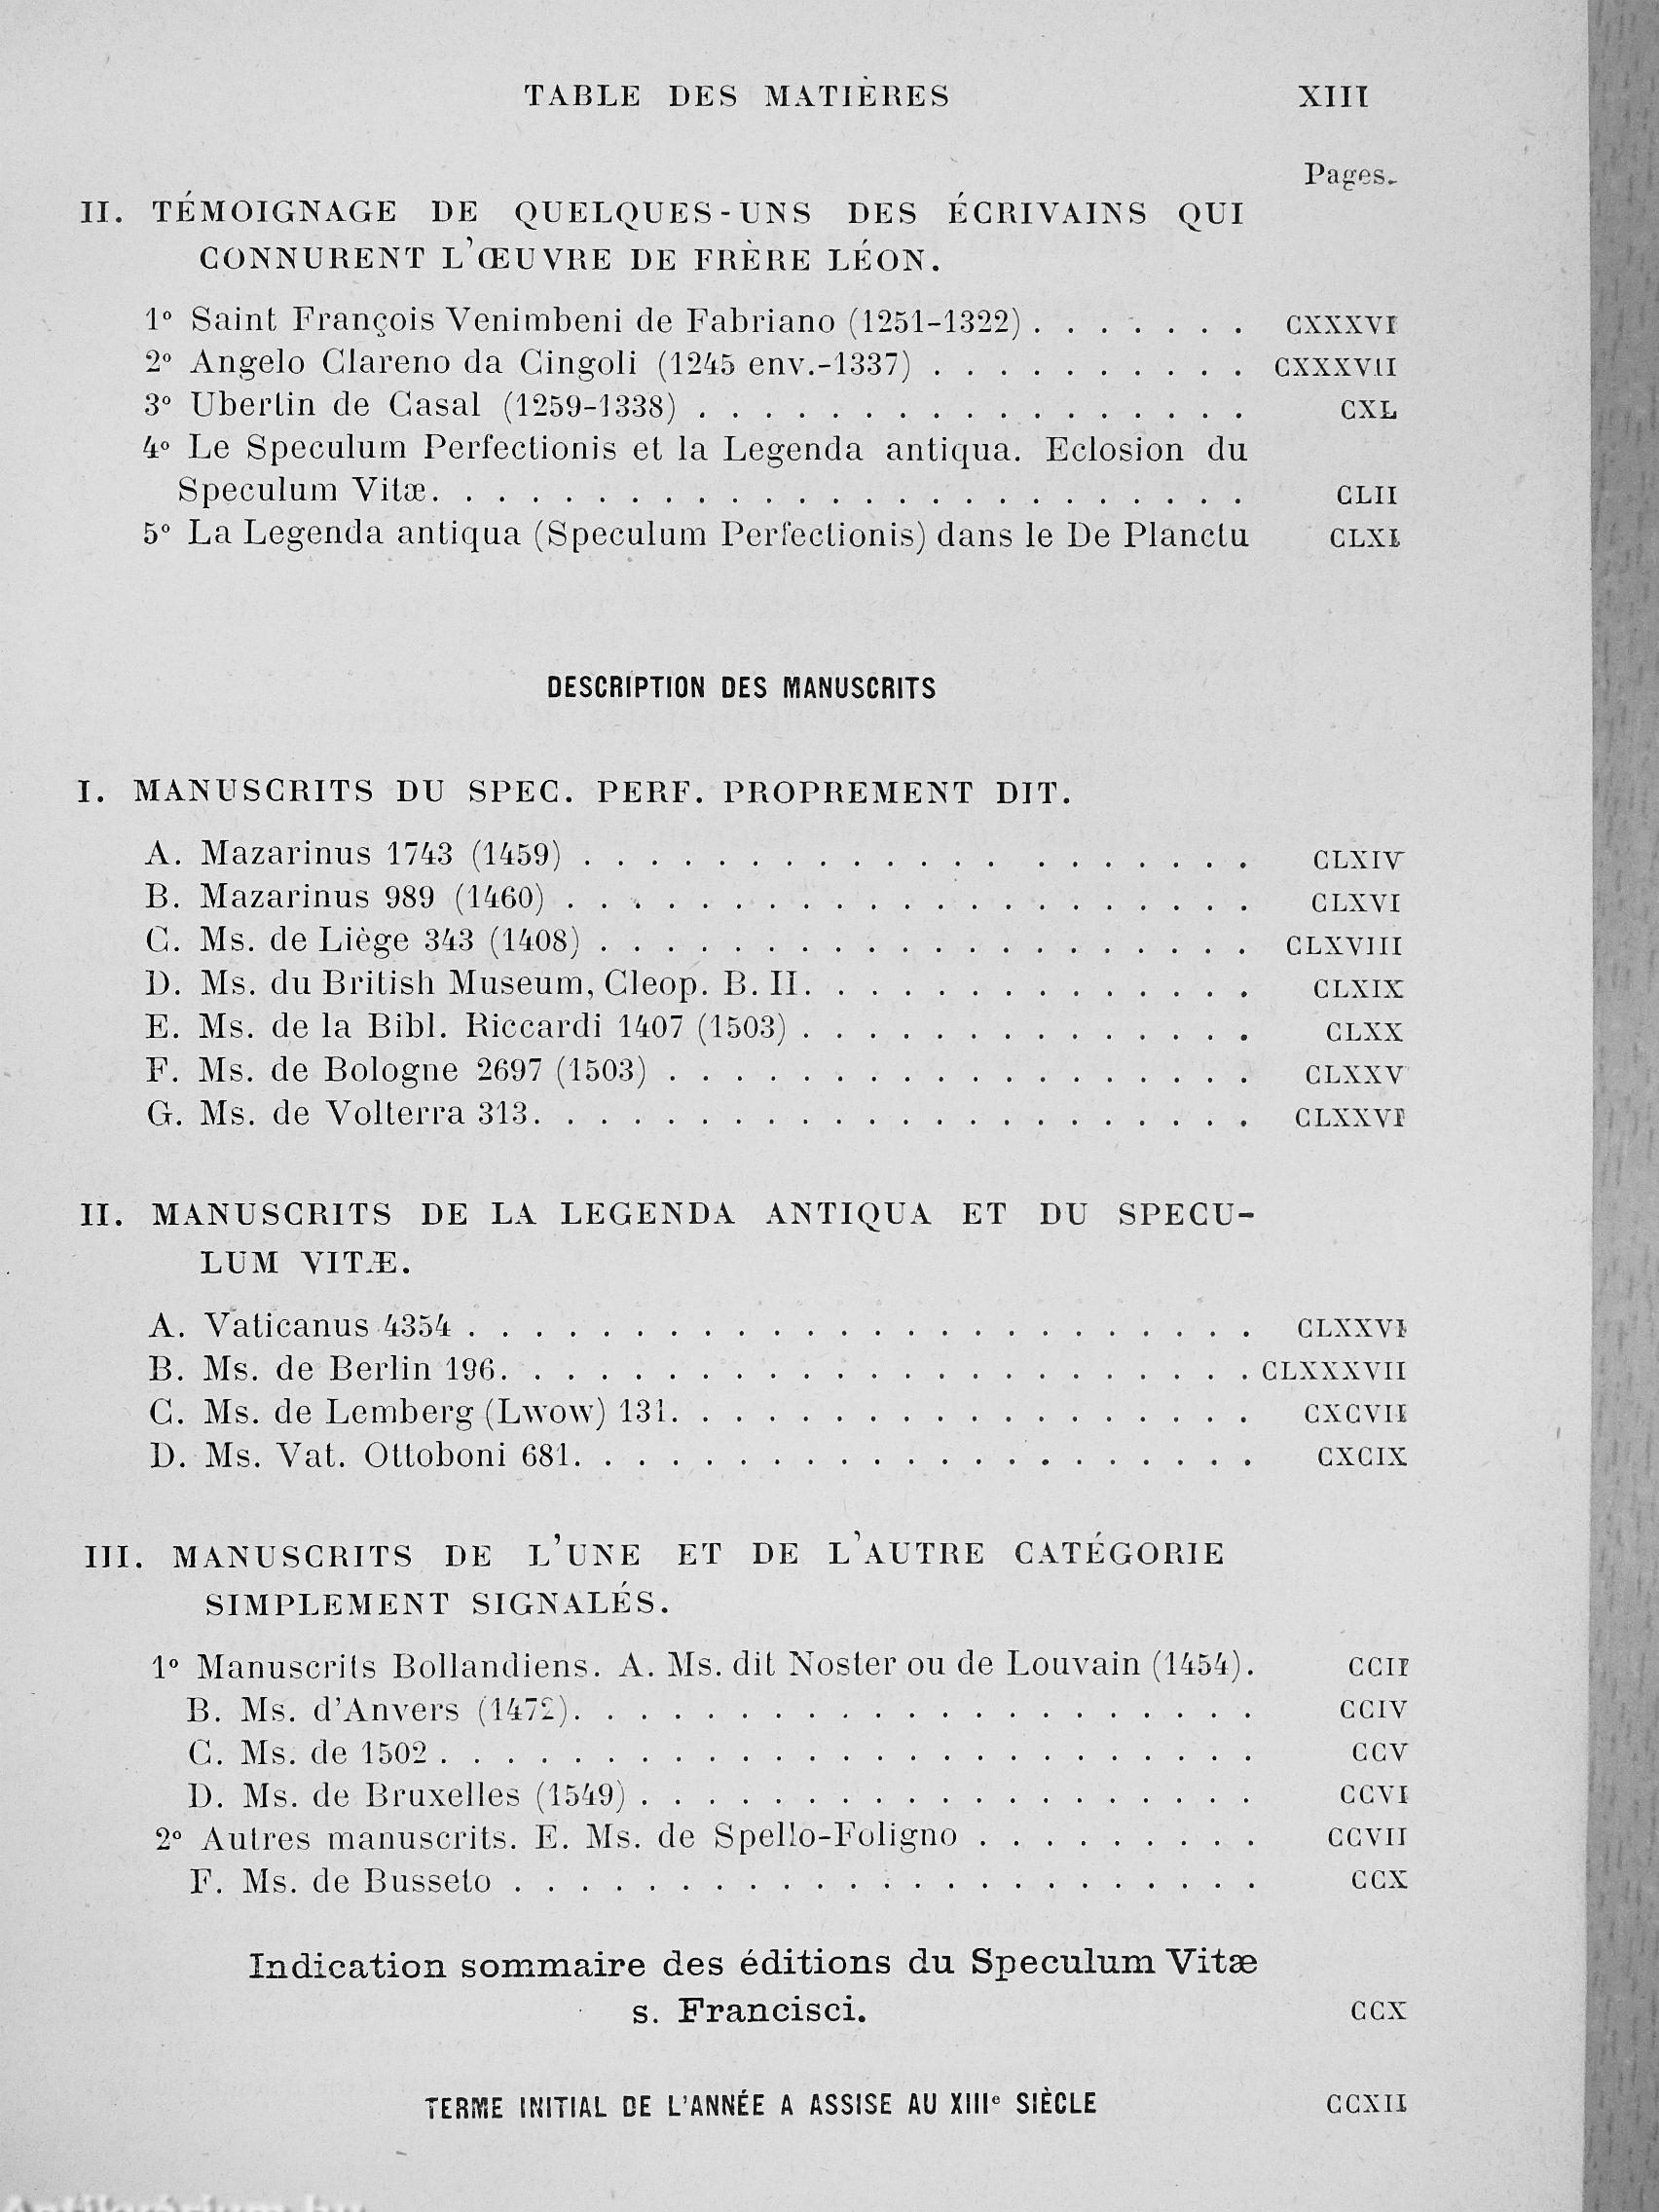 TABLE DES MATIÈRES XIII
Pages.
II. TÉMOIGNAGE DE QUELQUES-UNS DES ÉCRIVAINS QUI
CONNURENT L'ŒUVRE DE FRÈRE LÉON.
1º Saint François Venimbeni de Fabriano (1251-1322) . . . . . . . CXXXVI
2º Angelo Clareno da Cingoli (1245 env.-1337) . . . . . . . . . . CXXXVII
3º Ubertin de Casal (1259-1338) . . . . . . . . . . . . . . . . . CXL
4º Le Speculum Perfectionis et la Legenda antiqua. Eclosion du
Speculum Vitæ. . . . . . . . . . . . . . . . . . . . . . . . . CLII
5º La Legenda antiqua (Speculum Perfectionis) dans le De Planctu CLXI
DESCRIPTION DES MANUSCRITS
I. MANUSCRITS DU SPEC. PERF. PROPREMENT DIT.
A. Mazarinus 1743 (1459) . . . . . . . . . . . . . . . . . . . . CLXIV
B. Mazarinus 989 (1460) . . . . . . . . . . . . . . . . . . . . . CLXVI
C. Ms. de Liège 343 (1408) . . . . . . . . . . . . . . . . . . . . CLXVIII
D. Ms. du British Museum, Cleop. B. II. . . . . . . . . . . . . . CLXIX
E. Ms. de la Bibl. Riccardi 1407 (1503) . . . . . . . . . . . . . . CLXX
F. Ms. de Bologne 2697 (1503) . . . . . . . . . . . . . . . . . . CLXXV
G. Ms. de Volterra 313. . . . . . . . . . . . . . . . . . . . . . CLXXVI
II. MANUSCRITS DE LA LEGENDA ANTIQUA ET DU SPECU-
LUM VITÆ.
A. Vaticanus 4354 . . . . . . . . . . . . . . . . . . . . . . . . CLXXVI
B. Ms. de Berlin 196. . . . . . . . . . . . . . . . . . . . . . . CLXXXVII
C. Ms. de Lemberg (Lwow) 131. . . . . . . . . . . . . . . . . . CXCVII
D. Ms. Vat. Ottoboni 681. . . . . . . . . . . . . . . . . . . . . CXCIX
III. MANUSCRITS DE L'UNE ET DE L'AUTRE CATÉGORIE
SIMPLEMENT SIGNALÉS.
1º Manuscrits Bollandiens. A. Ms. dit Noster ou de Louvain (1454). CCII
B. Ms. d'Anvers (1472). . . . . . . . . . . . . . . . . . . . . CCIV
C. Ms. de 1502 . . . . . . . . . . . . . . . . . . . . . . . . . CCV
D. Ms. de Bruxelles (1549) . . . . . . . . . . . . . . . . . . . CCVI
2º Autres manuscrits. E. Ms. de Spello-Foligno . . . . . . . . . CCVII
F. Ms. de Busseto . . . . . . . . . . . . . . . . . . . . . . . CCX
Indication sommaire des éditions du Speculum Vitæ
s. Francisci. CCX
TERME INITIAL DE L'ANNÉE A ASSISE AU XIIIe SIÈCLE CCXII